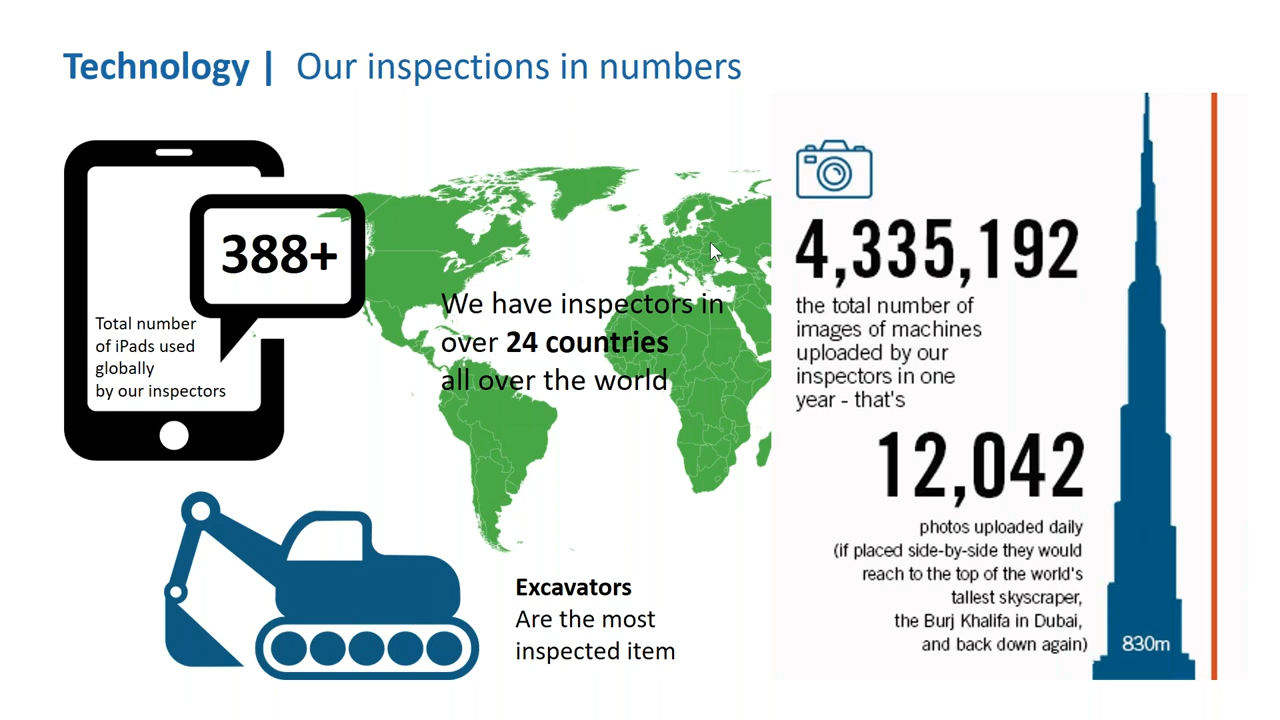 Technology | Our inspections in numbers
388+
Total number
of iPads used
globally
by our inspectors
We have inspectors in
over 24 countries
all over the world
Excavators
Are the most
inspected item
4,335,192
the total number of
images of machines
uploaded by our
inspectors in one
year - that's
12,042
photos uploaded daily
(if placed side-by-side they would
reach to the top of the world's
tallest skyscraper,
the Burj Khalifa in Dubai,
and back down again)
830m